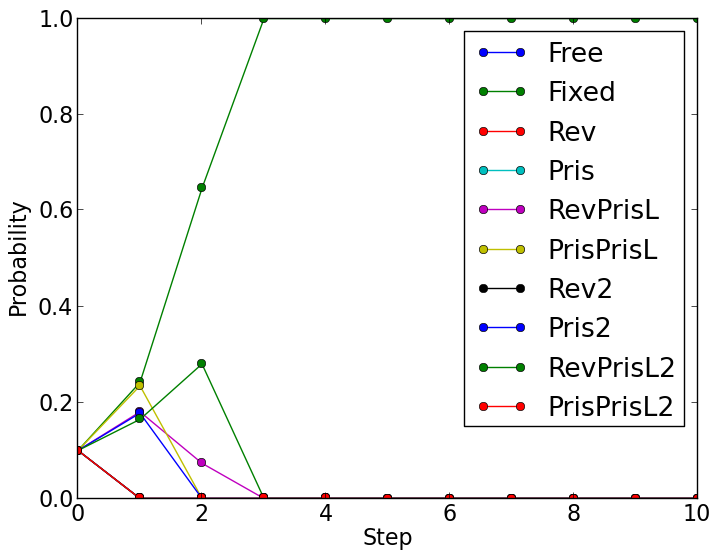 1.0
0.8
0.6
0.4
0.2
0.0
Probability
0 2 4 6 8 10
Step
Free
Fixed
Rev
Pris
RevPrisL
PrisPrisL
Rev2
Pris2
RevPrisL2
PrisPrisL2